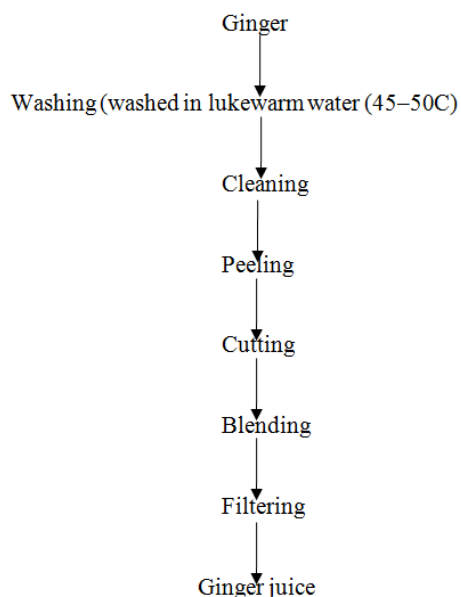 Ginger
Washing (washed in lukewarm water (45–50C)
Cleaning
Peeling
Cutting
Blending
Filtering
Ginger juice